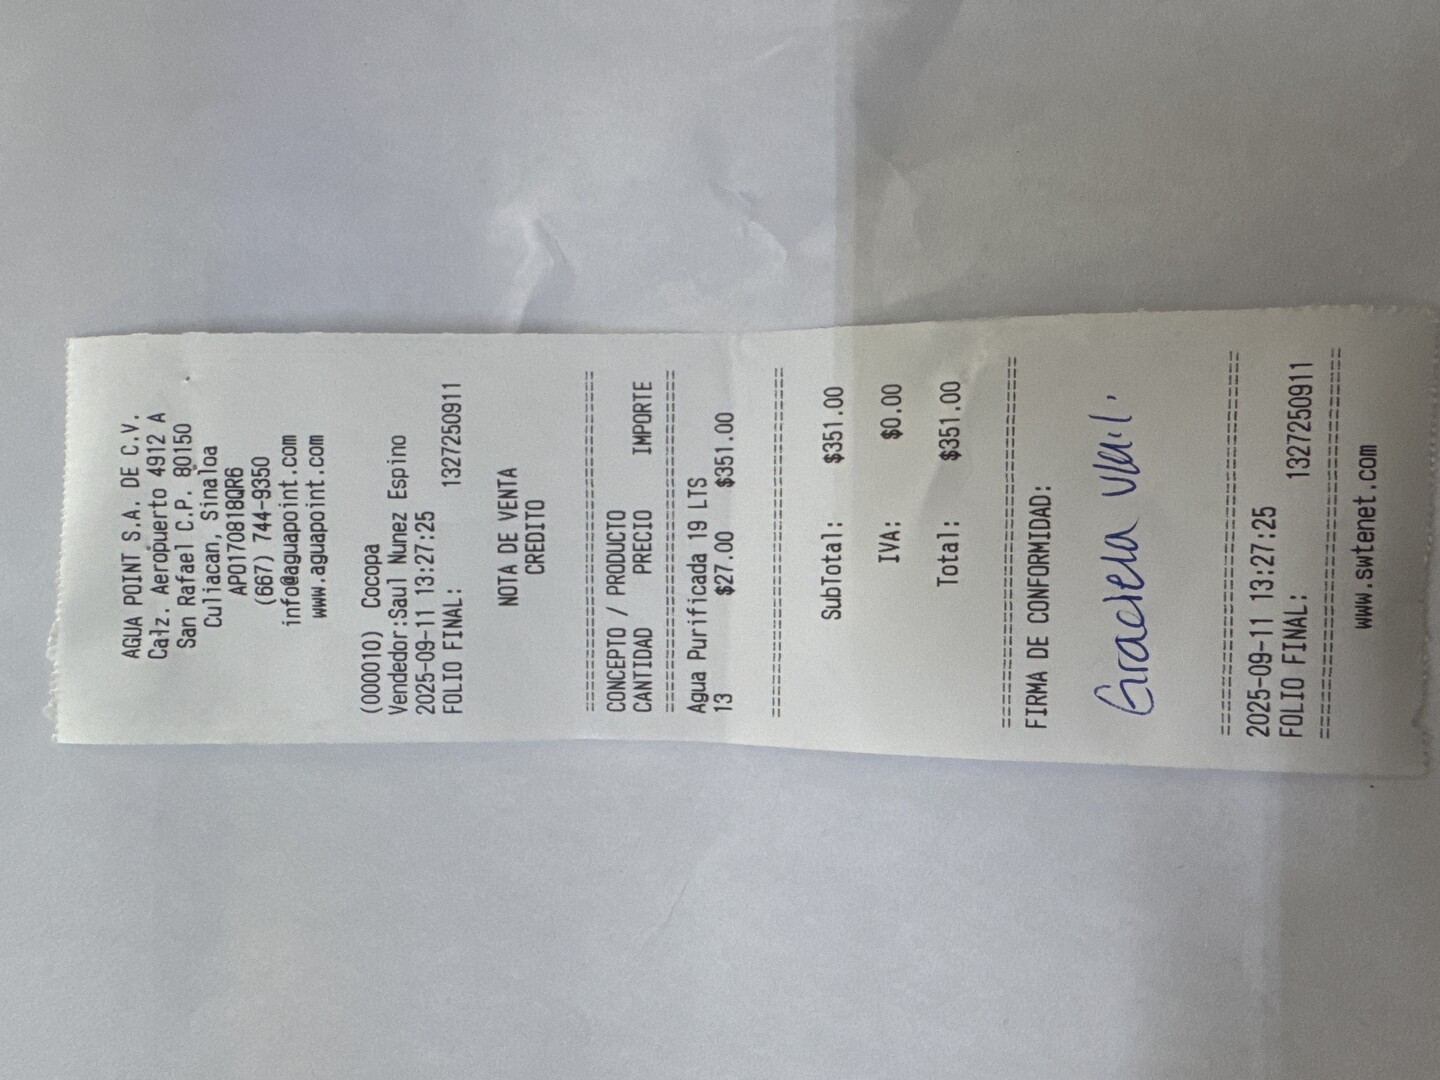 AGUA POINT S.A. DE C.V.
Calz. Aeropuerto 4912 A
San Rafael C.P. 80150
Culiacan, Sinaloa
APO170818QR6
(667) 744-9350
info@aguapoint.com
www.aguapoint.com
(000010) Cocopa
Vendedor:Saul Nunez Espino
2025-09-11 13:27:25
FOLIO FINAL: 1327250911
NOTA DE VENTA
CREDITO
================================
CONCEPTO / PRODUCTO
CANTIDAD PRECIO IMPORTE
================================
Agua Purificada 19 LTS
13 $27.00 $351.00
================================
SubTotal: $351.00
IVA: $0.00
Total: $351.00
================================
FIRMA DE CONFORMIDAD:
Graciela
================================
2025-09-11 13:27:25
FOLIO FINAL: 1327250911
================================
www.swtenet.com